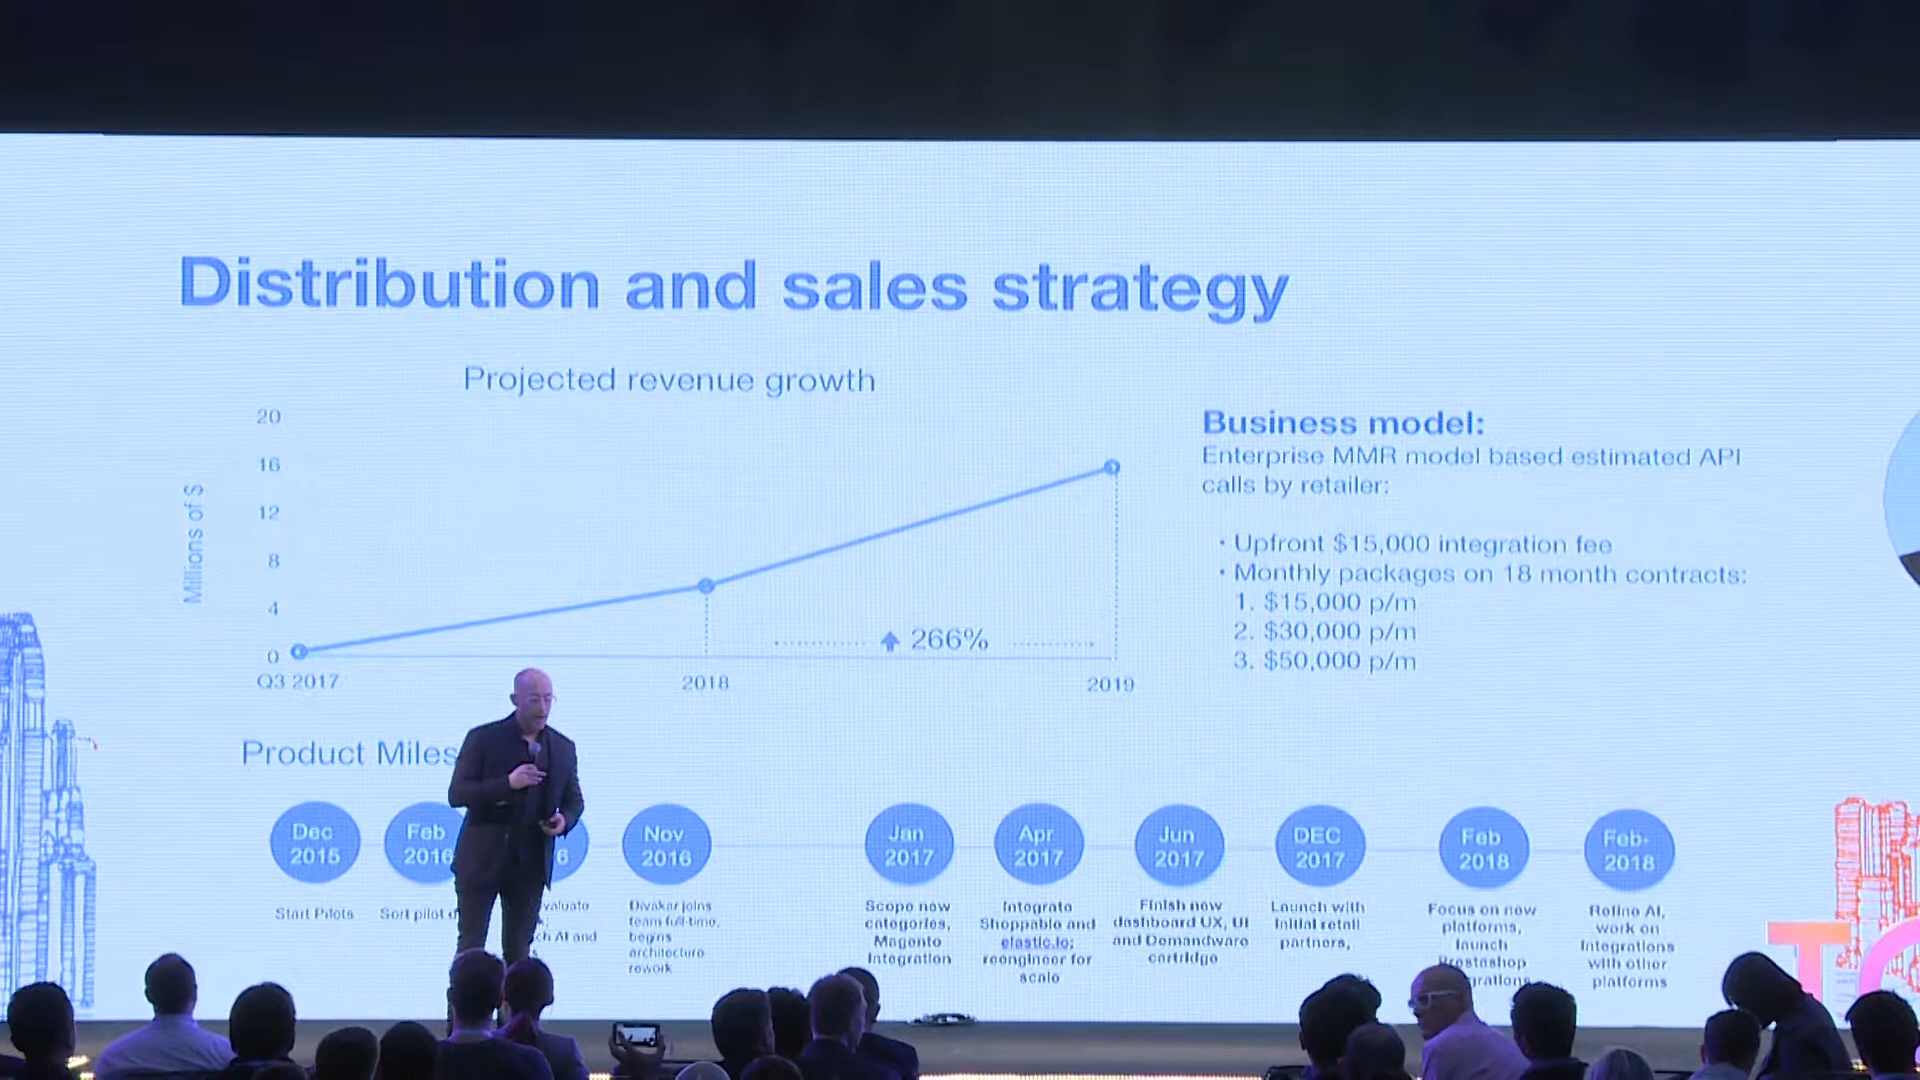 Distribution and sales strategy
Projected revenue growth
Millions of $
20
16
12
8
4
0
Q3 2017
2018
2019
266%
Business model:
Enterprise MMR model based estimated API
calls by retailer:
• Upfront $15,000 integration fee
• Monthly packages on 18 month contracts:
1. $15,000 p/m
2. $30,000 p/m
3. $50,000 p/m
Product Miles
Dec
2015
Start Pilots
Feb
2016
Sort pilot
6
ch AI and
Nov
2016
Divakar joins
team full-time,
begins
architecture
rework
Jan
2017
Scope new
categories,
Magento
Integration
Apr
2017
Integrate
Shoppable and
elastic.io;
reengineer for
scale
Jun
2017
Finish new
dashboard UX, UI
and Demandware
cartridge
DEC
2017
Launch with
initial retail
partners,
Feb
2018
Focus on new
platforms,
launch
Prestashop
grations
Feb-
2018
Refine AI,
work on
integrations
with other
platforms